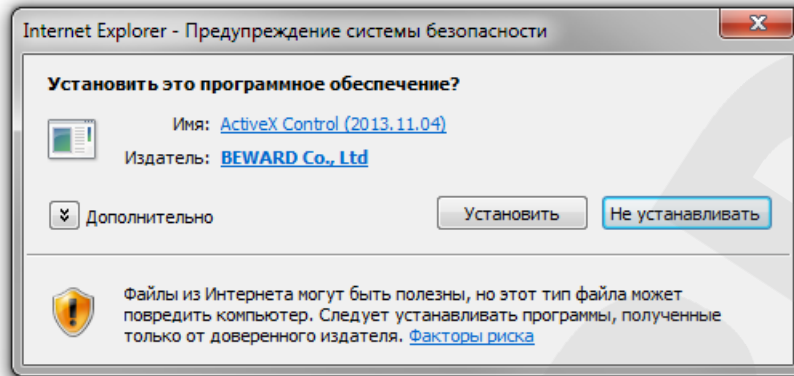 Internet Explorer - Предупреждение системы безопасности
Установить это программное обеспечение?
Имя: ActiveX Control (2013.11.04)
Издатель: BEWARD Co., Ltd
Дополнительно
Установить
Не устанавливать
Файлы из Интернета могут быть полезны, но этот тип файла может
повредить компьютер. Следует устанавливать программы, полученные
только от доверенного издателя. Факторы риска